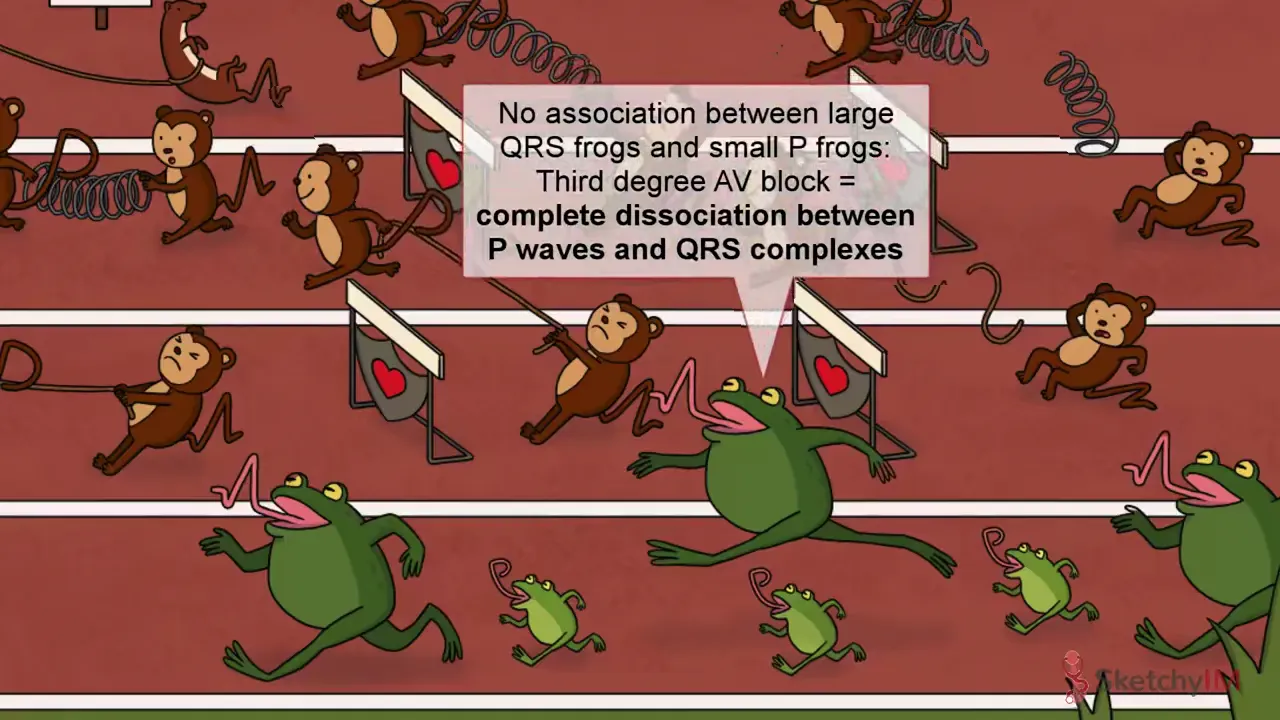 No association between large
QRS frogs and small P frogs:
Third degree AV block =
complete dissociation between
P waves and QRS complexes
SketchyIM